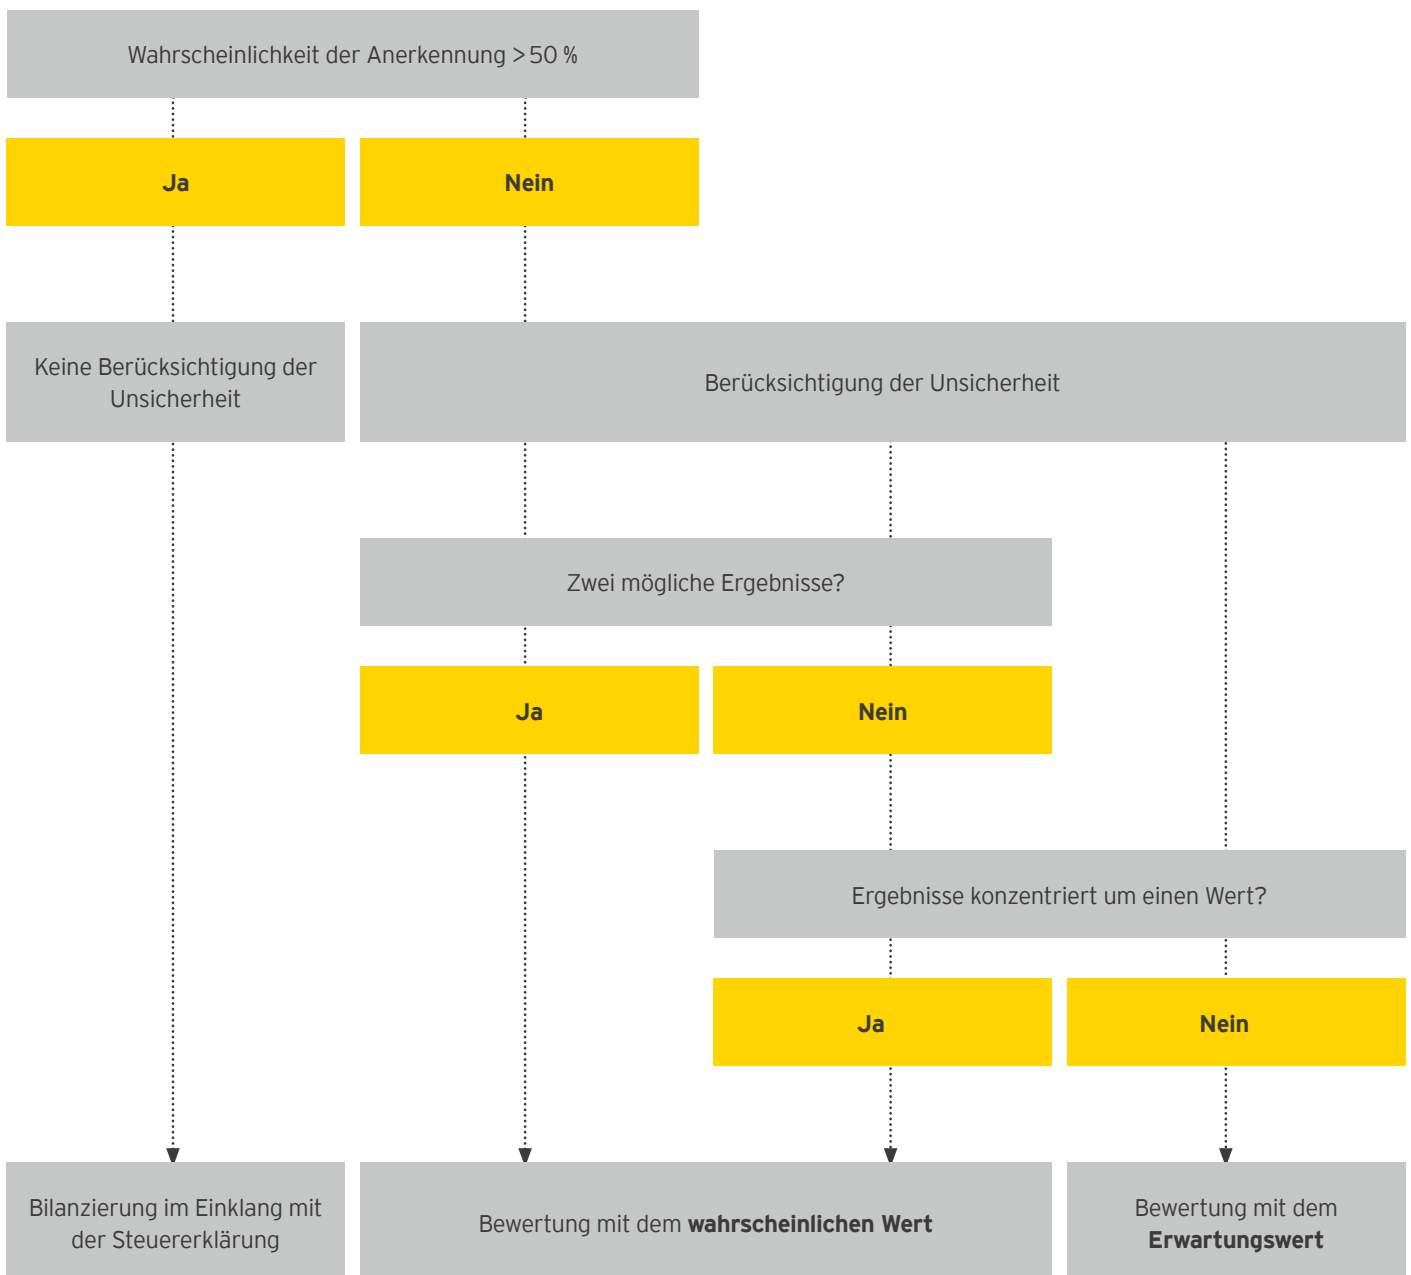 Wahrscheinlichkeit der Anerkennung > 50 %
Ja
Nein
Keine Berücksichtigung der
Unsicherheit
Berücksichtigung der Unsicherheit
Zwei mögliche Ergebnisse?
Ja
Nein
Ergebnisse konzentriert um einen Wert?
Ja
Nein
Bilanzierung im Einklang mit
der Steuererklärung
Bewertung mit dem wahrscheinlichen Wert
Bewertung mit dem
Erwartungswert